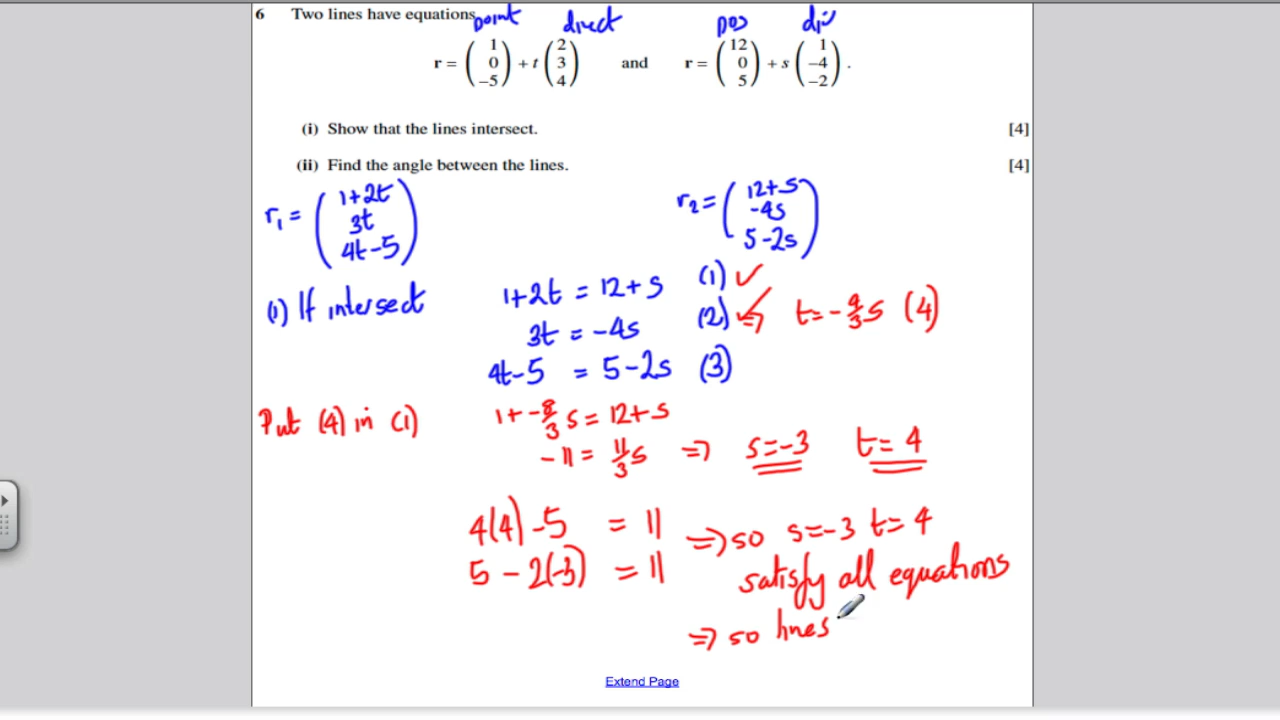 6 Two lines have equations
point direct pos dir
r = ( 1 0 −5 ) + t ( 2 3 4 ) and r = ( 12 0 5 ) + s ( 1 −4 −2 ) .
(i) Show that the lines intersect. [4]
(ii) Find the angle between the lines. [4]
r₁ = ( 1+2t 3t 4t−5 ) r₂ = ( 12+s −4s 5−2s )
(i) If intersect 1+2t = 12+s (1) ✓
3t = −4s (2) ✓ ⇒ t = −4/3 s (4)
4t−5 = 5−2s (3)
Put (4) in (1) 1+−8/3 s = 12+s
−11 = 11/3 s ⇒ s=−3 t=4
4(4)−5 = 11 ⇒ so s=−3 t=4
5 − 2(−3) = 11 satisfy all equations
⇒ so lines
Extend Page